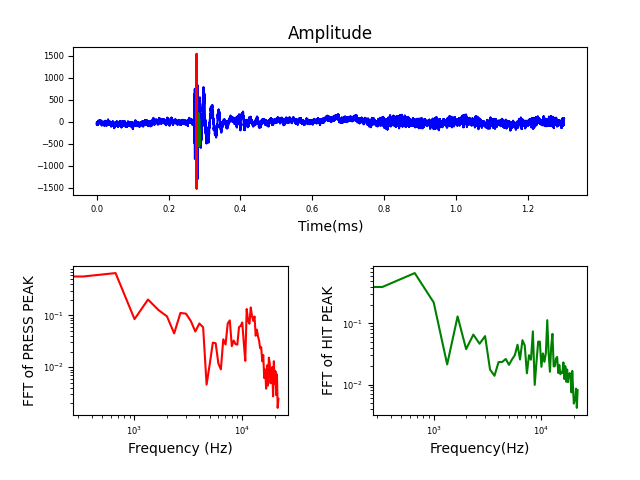 Amplitude
1500
1000
500
0
−500
−1000
−1500
0.0 0.2 0.4 0.6 0.8 1.0 1.2
Time(ms)
FFT of PRESS PEAK
10⁻¹
10⁻²
10³ 10⁴
Frequency (Hz)
FFT of HIT PEAK
10⁻¹
10⁻²
10³ 10⁴
Frequency(Hz)